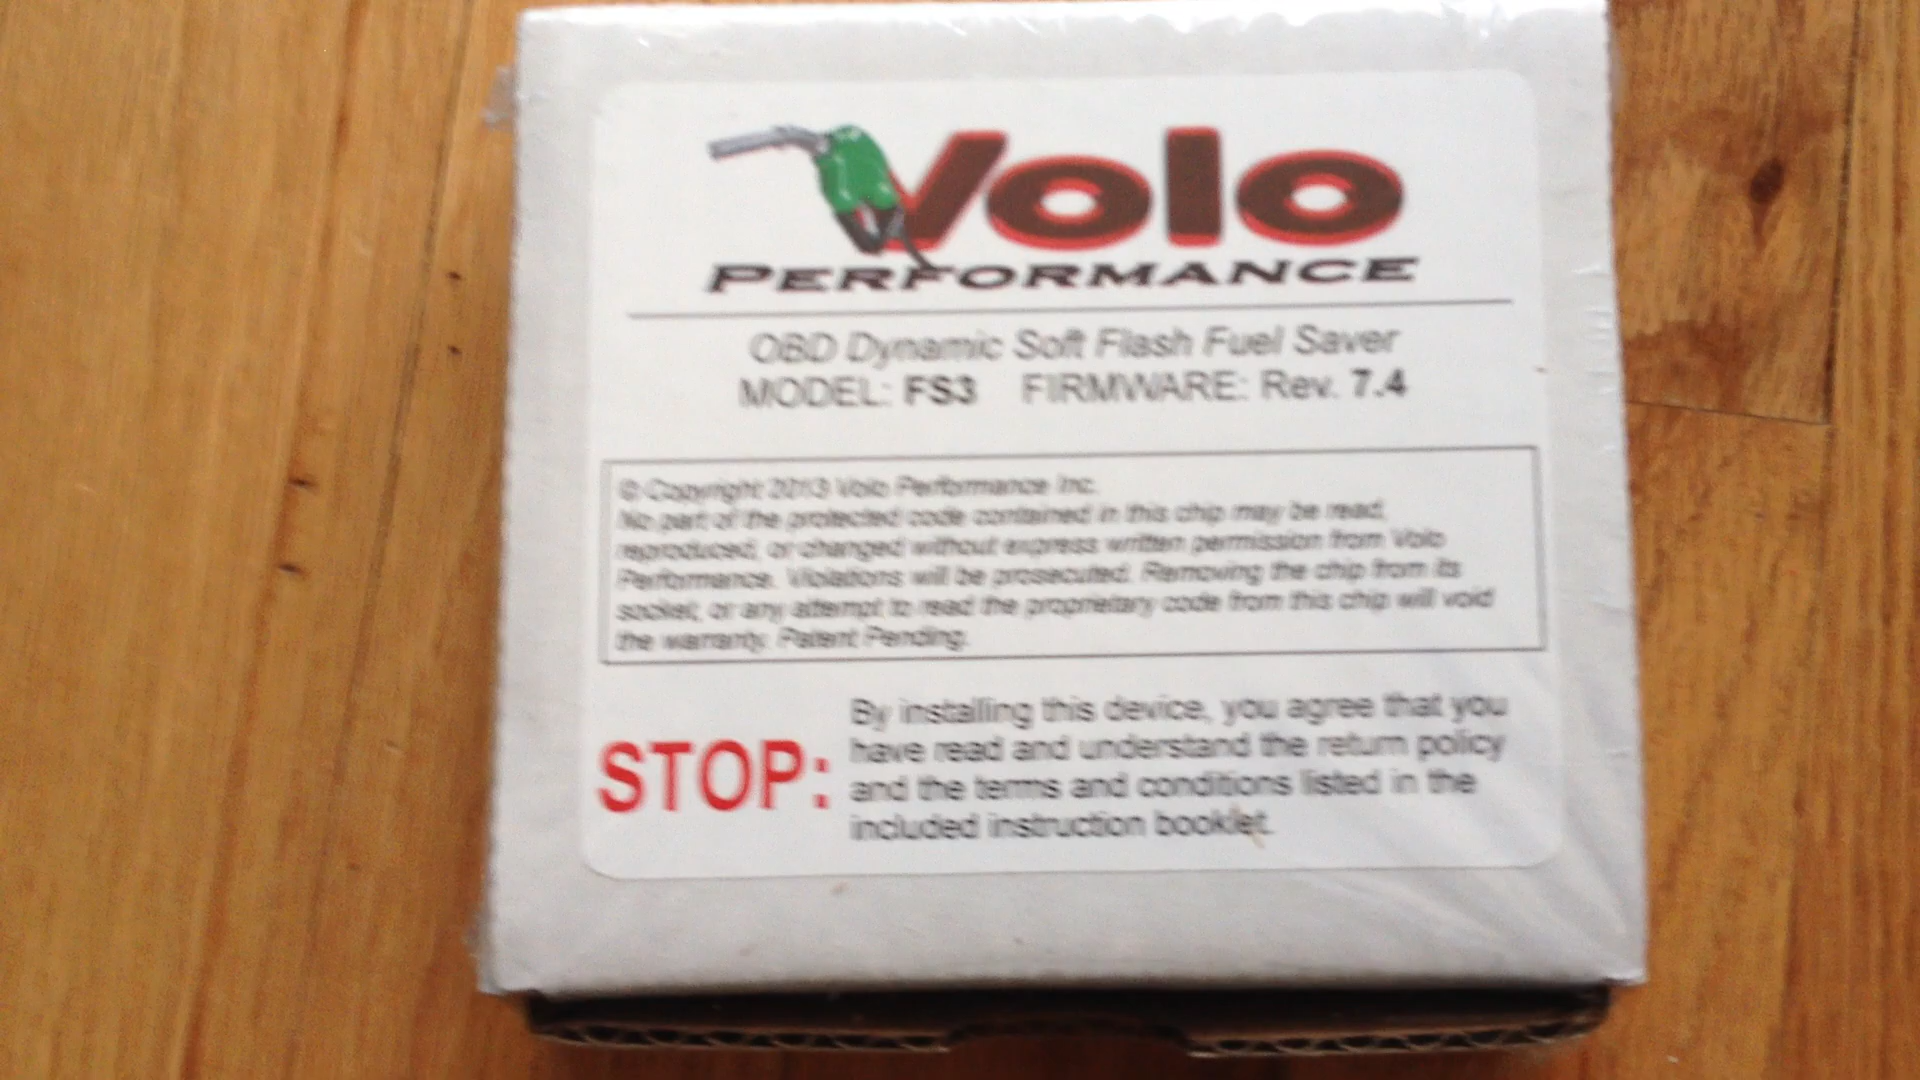 Volo
PERFORMANCE
OBD Dynamic Soft Flash Fuel Saver
MODEL: FS3 FIRMWARE: Rev. 7.4
© Copyright 2013 Volo Performance Inc.
No part of the protected code contained in this chip may be read,
reproduced, or changed without express written permission from Volo
Performance. Violations will be prosecuted. Removing the chip from its
socket, or any attempt to read the proprietary code from this chip will void
the warranty. Patent Pending.
STOP: By installing this device, you agree that you
have read and understand the return policy
and the terms and conditions listed in the
included instruction booklet.